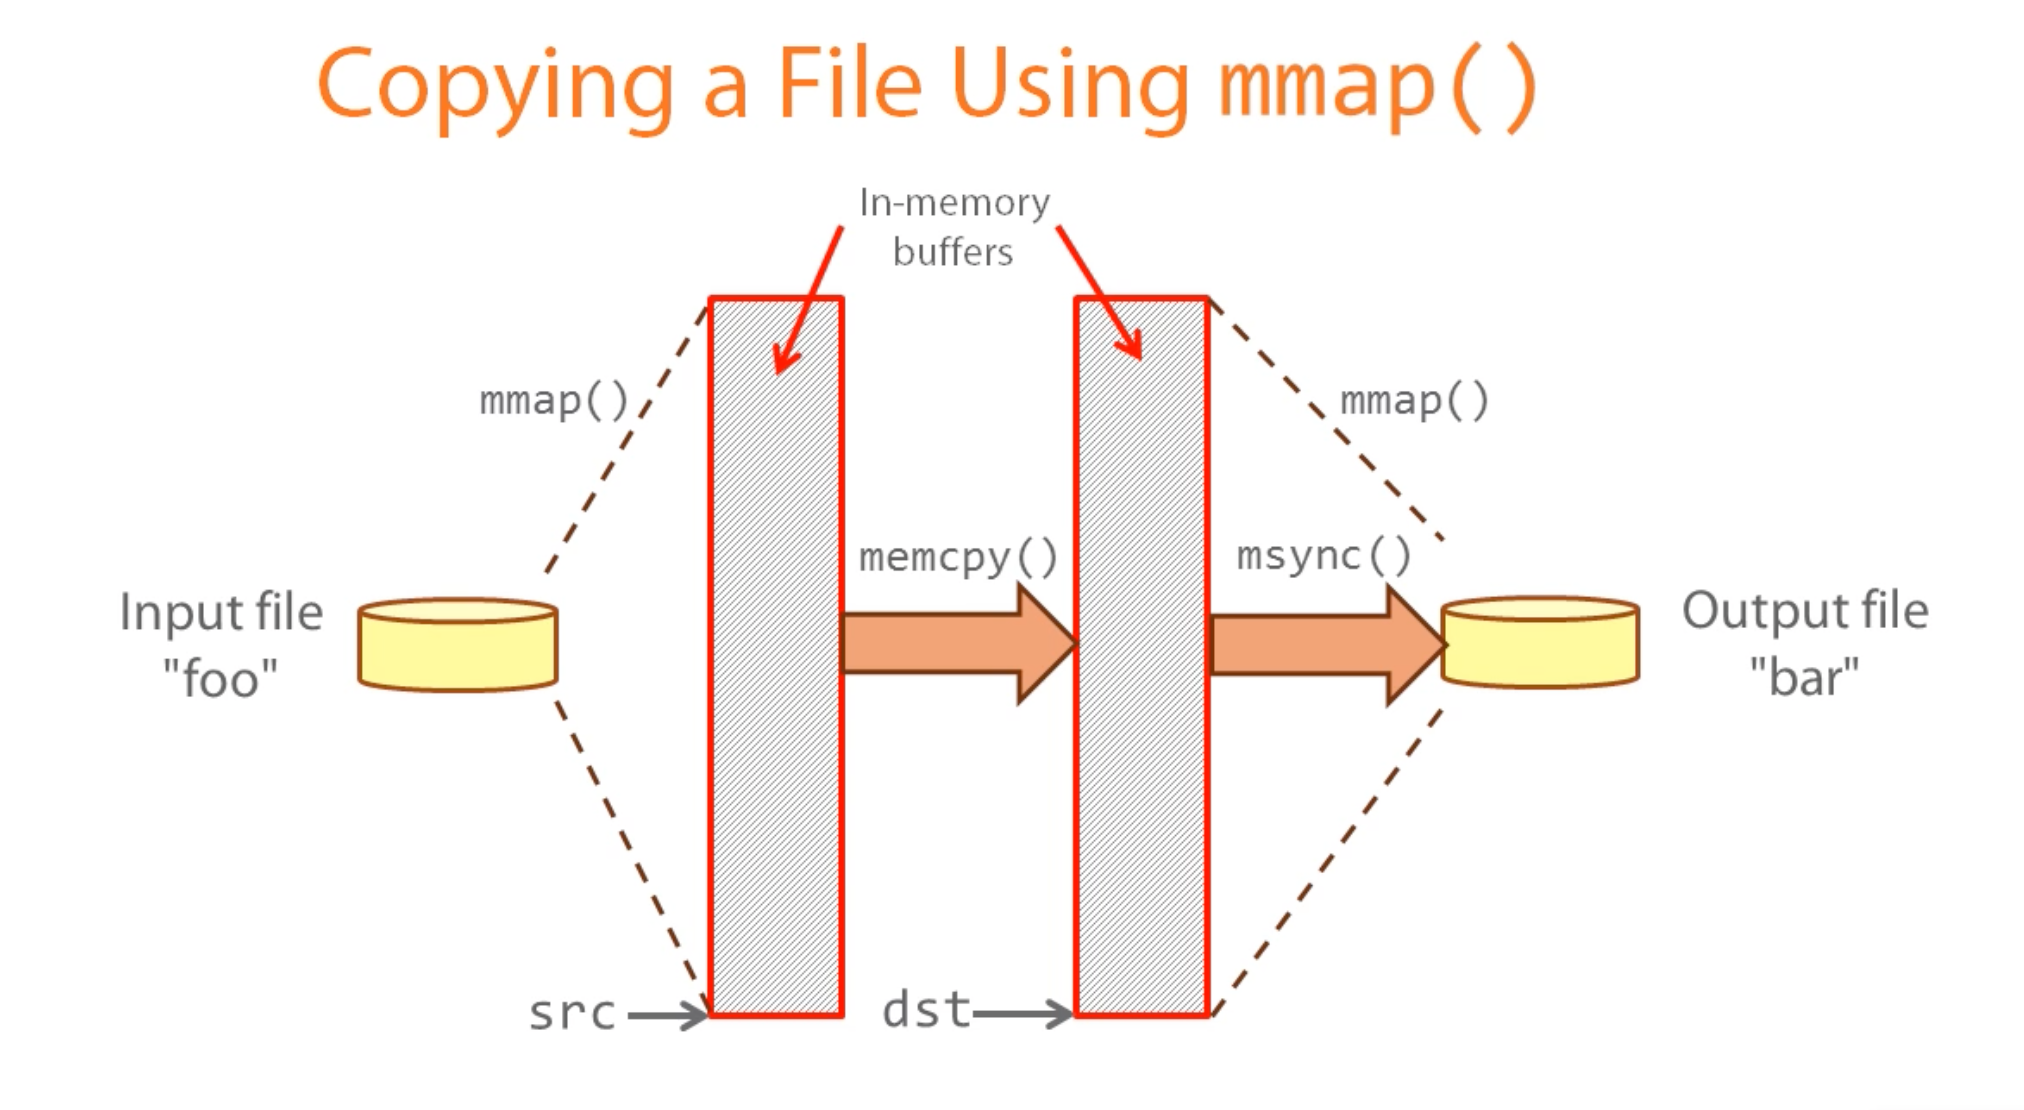 Copying a File Using mmap()
In-memory
buffers
mmap()
mmap()
memcpy()
msync()
Input file
"foo"
Output file
"bar"
src
dst